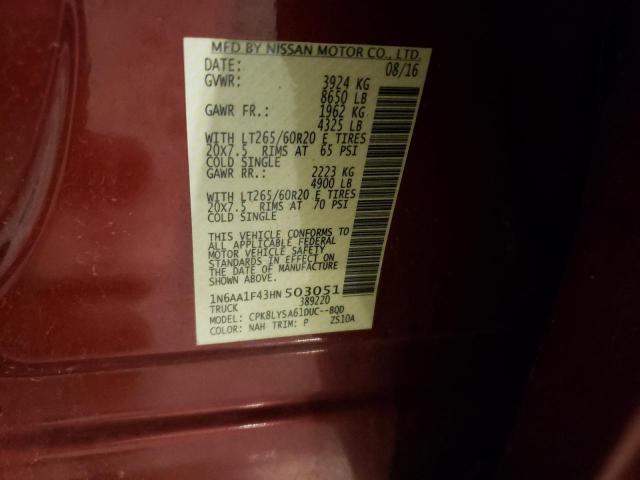 MFD BY NISSAN MOTOR CO., LTD.
DATE: 08/16
GVWR: 3924 KG
8650 LB
GAWR FR.: 1962 KG
4325 LB
WITH LT265/60R20 E TIRES
20X7.5 RIMS AT 65 PSI
COLD SINGLE
GAWR RR.: 2223 KG
4900 LB
WITH LT265/60R20 E TIRES
20X7.5 RIMS AT 70 PSI
COLD SINGLE
THIS VEHICLE CONFORMS TO
ALL APPLICABLE FEDERAL
MOTOR VEHICLE SAFETY
STANDARDS IN EFFECT ON
THE DATE OF MANUFACTURE
SHOWN ABOVE.
1N6AA1F43HN503051
TRUCK 389220
MODEL: CPK8LYSA61DUC--BQD
COLOR: NAH TRIM: P ZS10A